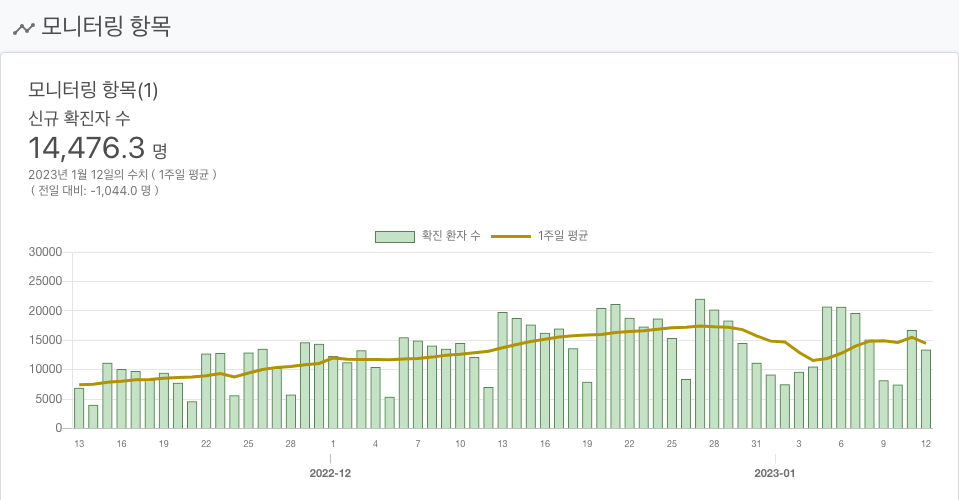 모니터링 항목
모니터링 항목(1)
신규 확진자 수
14,476.3 명
2023년 1월 12일의 수치 ( 1주일 평균 )
( 전일 대비: -1,044.0 명 )
확진 환자 수 1주일 평균
30000
25000
20000
15000
10000
5000
0
13 16 19 22 25 28 1 4 7 10 13 16 19 22 25 28 31 3 6 9 12
2022-12 2023-01